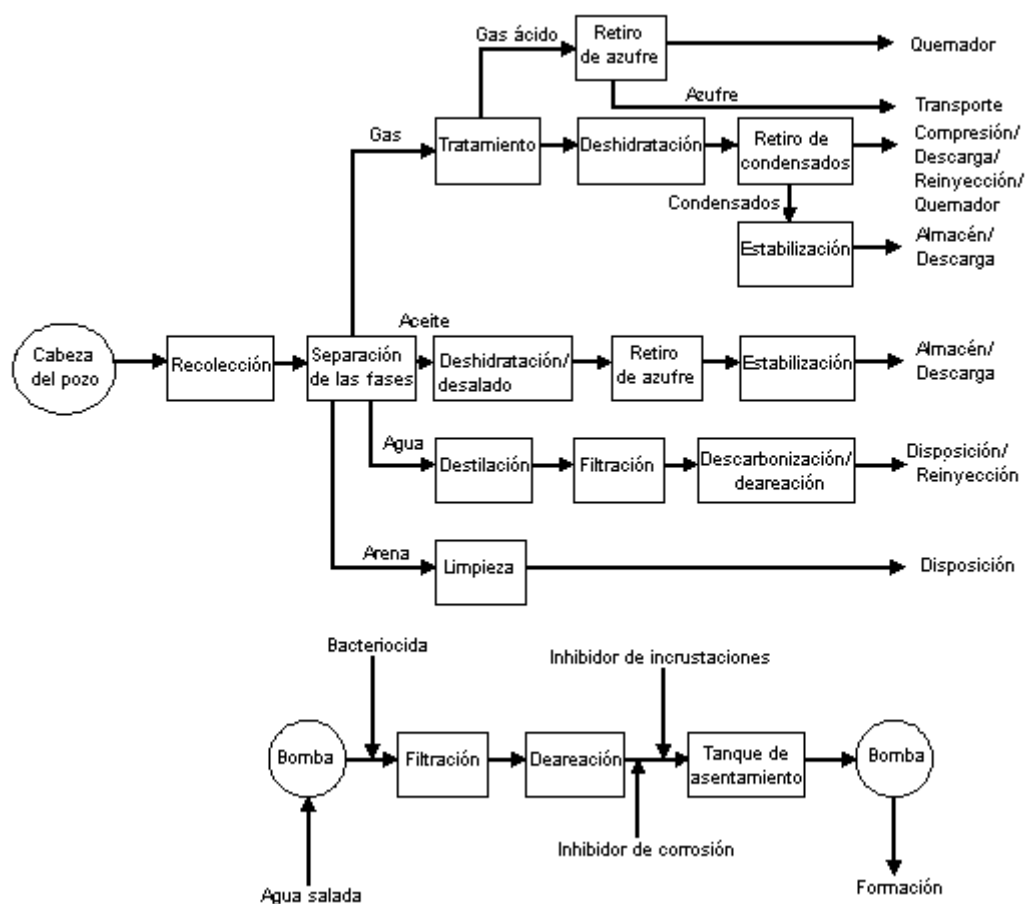 Gas ácido
Retiro
de azufre
Quemador
Azufre
Transporte
Gas
Tratamiento
Deshidratación
Retiro de
condensados
Compresión/
Descarga/
Reinyección/
Quemador
Condensados
Estabilización
Almacén/
Descarga
Cabeza
del pozo
Recolección
Separación
de las fases
Aceite
Deshidratación/
desalado
Retiro
de azufre
Estabilización
Almacén/
Descarga
Agua
Destilación
Filtración
Descarbonización/
deareación
Disposición/
Reinyección
Arena
Limpieza
Disposición
Bacteriocida
Inhibidor de incrustaciones
Bomba
Filtración
Deareación
Tanque de
asentamiento
Bomba
Inhibidor de corrosión
Agua salada
Formación